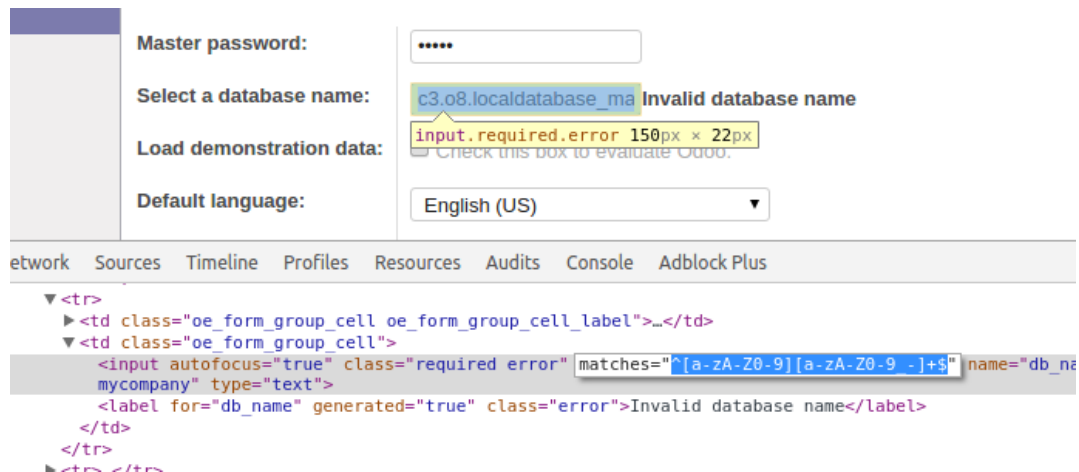 Master password: •••••
Select a database name: c3.o8.localdatabase_ma Invalid database name
input.required.error 150px × 22px
Load demonstration data: Check this box to evaluate Odoo.
Default language: English (US)
etwork Sources Timeline Profiles Resources Audits Console Adblock Plus
▼<tr>
▶<td class="oe_form_group_cell oe_form_group_cell_label">…</td>
▼<td class="oe_form_group_cell">
<input autofocus="true" class="required error" matches="^[a-zA-Z0-9][a-zA-Z0-9_-]+$" name="db_na
mycompany" type="text">
<label for="db_name" generated="true" class="error">Invalid database name</label>
</td>
</tr>
▶<tr> </tr>